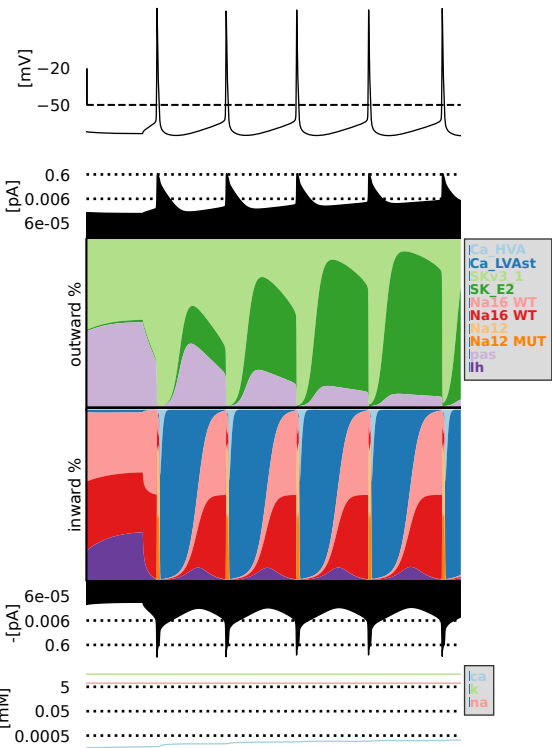 [mV]
−20
−50
[pA]
0.6
0.006
6e-05
outward %
Ca_HVA
Ca_LVAst
SKv3_1
SK_E2
Na16 WT
Na16 WT
Na12
Na12 MUT
pas
Ih
inward %
-[pA]
6e-05
0.006
0.6
[mM]
5
0.05
0.0005
ca
k
na